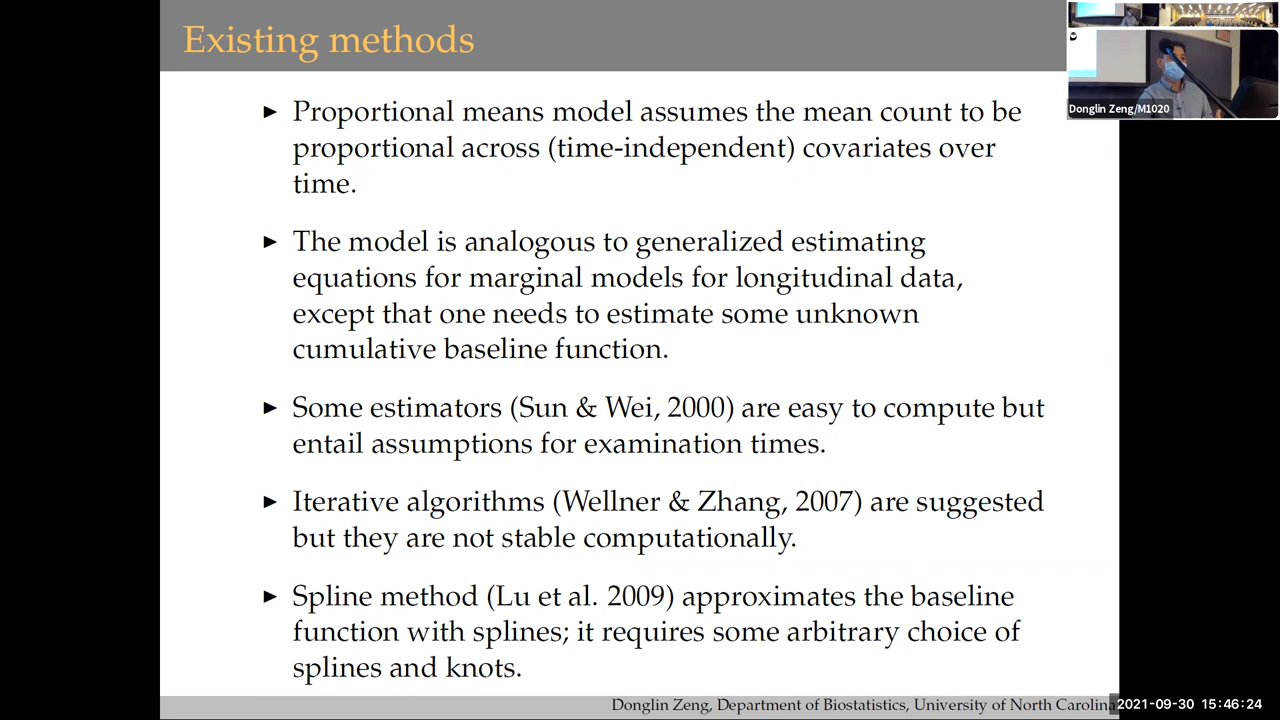 Existing methods
► Proportional means model assumes the mean count to be
proportional across (time-independent) covariates over
time.
► The model is analogous to generalized estimating
equations for marginal models for longitudinal data,
except that one needs to estimate some unknown
cumulative baseline function.
► Some estimators (Sun & Wei, 2000) are easy to compute but
entail assumptions for examination times.
► Iterative algorithms (Wellner & Zhang, 2007) are suggested
but they are not stable computationally.
► Spline method (Lu et al. 2009) approximates the baseline
function with splines; it requires some arbitrary choice of
splines and knots.
Donglin Zeng, Department of Biostatistics, University of North Carolina
Donglin Zeng/M1020
2021-09-30 15:46:24